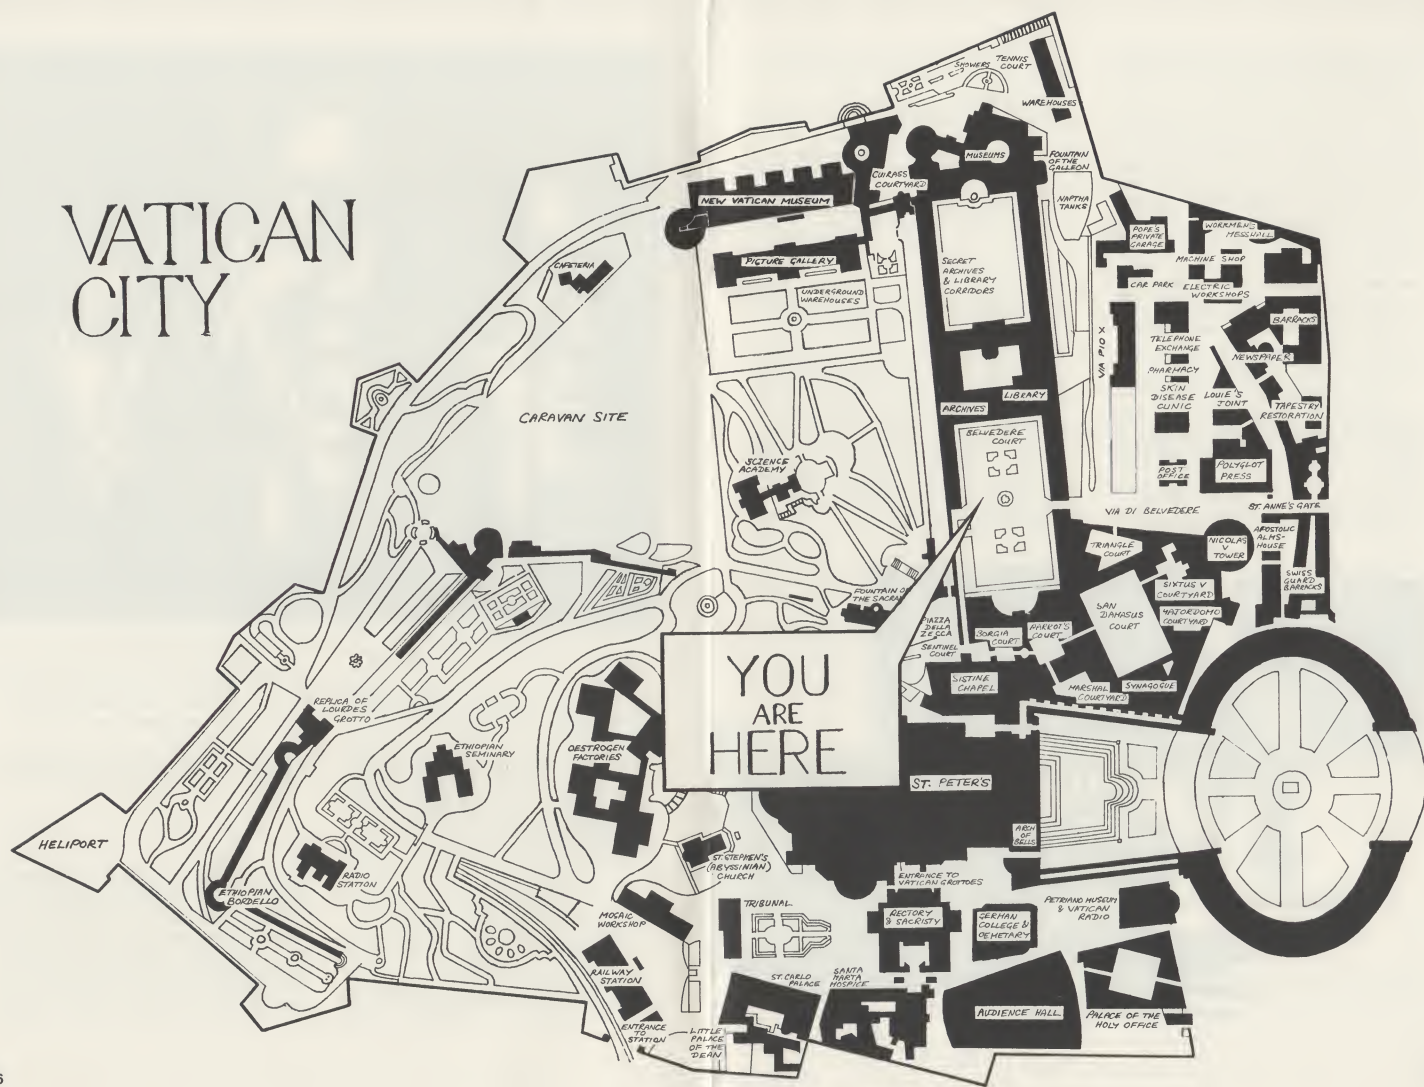 VATICAN
CITY
SHOWERS
TENNIS
COURT
WAREHOUSES
MUSEUMS
FOUNTAIN
OF THE
GALLEON
CUIRASS
COURTYARD
NEW VATICAN MUSEUM
NAPTHA
TANKS
POPE'S
PRIVATE
GARAGE
WORKMENS
MESSHALL
MACHINE SHOP
CAFETERIA
PICTURE GALLERY
SECRET
ARCHIVES
& LIBRARY
CORRIDORS
CAR PARK
ELECTRIC
WORKSHOPS
UNDERGROUND
WAREHOUSES
BARRACKS
VIA PIO X
TELEPHONE
EXCHANGE
NEWSPAPER
PHARMACY
SKIN
DISEASE
CLINIC
LOUIE'S
JOINT
TAPESTRY
RESTORATION
LIBRARY
ARCHIVES
CARAVAN SITE
BELVEDERE
COURT
SCIENCE
ACADEMY
POST
OFFICE
POLYGLOT
PRESS
VIA DI BELVEDERE
ST. ANNE'S GATE
TRIANGLE
COURT
NICOLAS
V
TOWER
APOSTOLIC
ALMS-
HOUSE
SWISS
GUARD
BARRACKS
SIXTUS V
COURTYARD
FOUNTAIN OF
THE SACRA
SAN
DAMASUS
COURT
MAJORDOMO
COURTYARD
PIAZZA
DELLA
ZECCA
SENTINEL
COURT
BORGIA
COURT
PARROT'S
COURT
SISTINE
CHAPEL
MARSHAL
COURTYARD
SYNAGOGUE
YOU
ARE
HERE
REPLICA OF
LOURDES
GROTTO
ETHIOPIAN
SEMINARY
OESTROGEN
FACTORIES
ST. PETER'S
ARCH
OF
BELLS
HELIPORT
RADIO
STATION
ST. STEPHEN'S
(ABYSSINIAN)
CHURCH
ENTRANCE TO
VATICAN GROTTOES
ETHIOPIAN
BORDELLO
MOSAIC
WORKSHOP
TRIBUNAL
RECTORY
& SACRISTY
GERMAN
COLLEGE &
CEMETARY
PETRIANO MUSEUM
& VATICAN
RADIO
RAILWAY
STATION
ST. CARLO
PALACE
SANTA
MARTA
HOSPICE
AUDIENCE HALL
PALACE OF THE
HOLY OFFICE
ENTRANCE
TO
STATION
LITTLE
PALACE
OF THE
DEAN
6